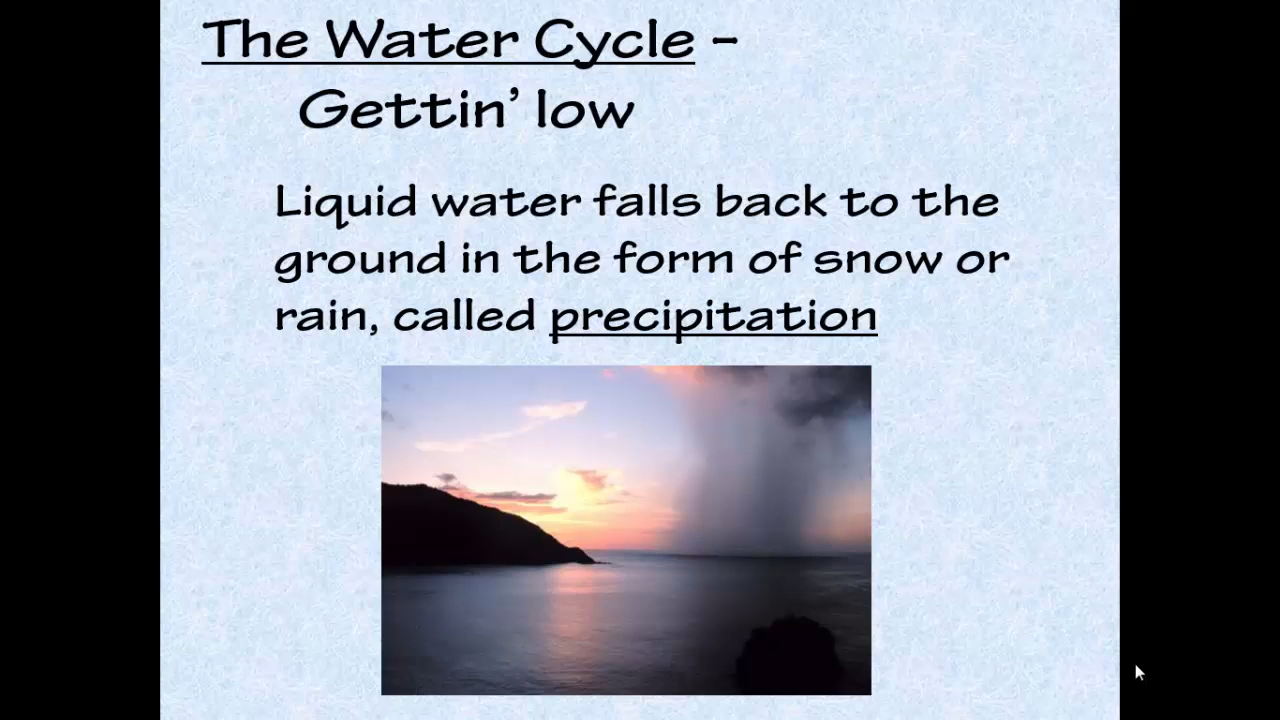 The Water Cycle –
Gettin’ low
Liquid water falls back to the
ground in the form of snow or
rain, called precipitation